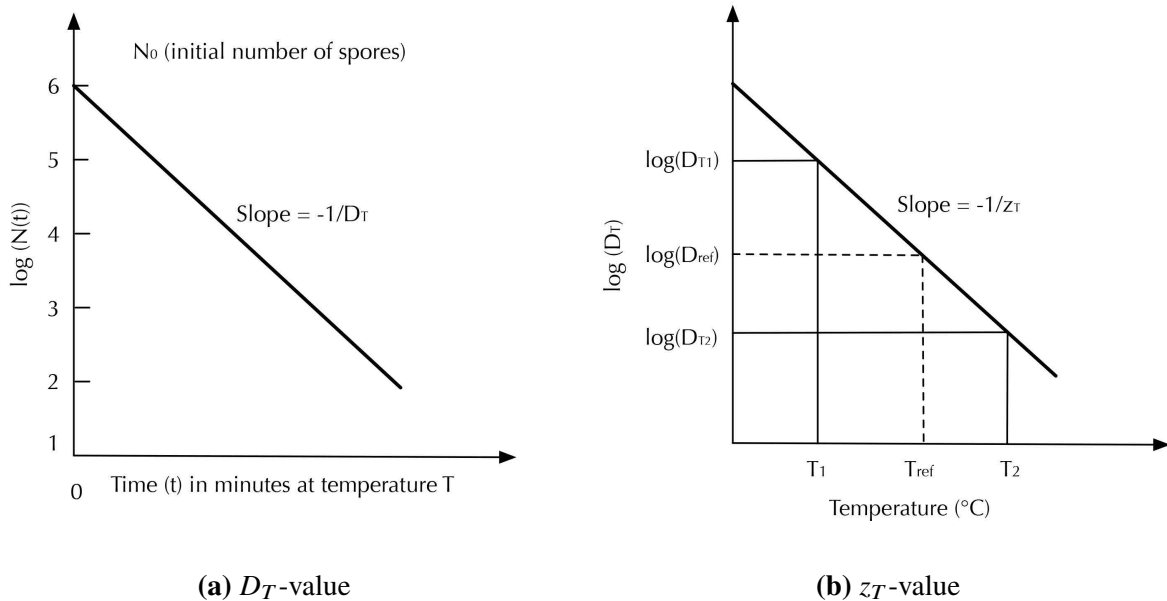 N₀ (initial number of spores)
6
5
4
3
2
1
log (N(t))
Slope = -1/D_T
0
Time (t) in minutes at temperature T
(a) D_T-value
log(D_T1)
log(D_ref)
log(D_T2)
log (D_T)
Slope = -1/z_T
T₁
T_ref
T₂
Temperature (°C)
(b) z_T-value